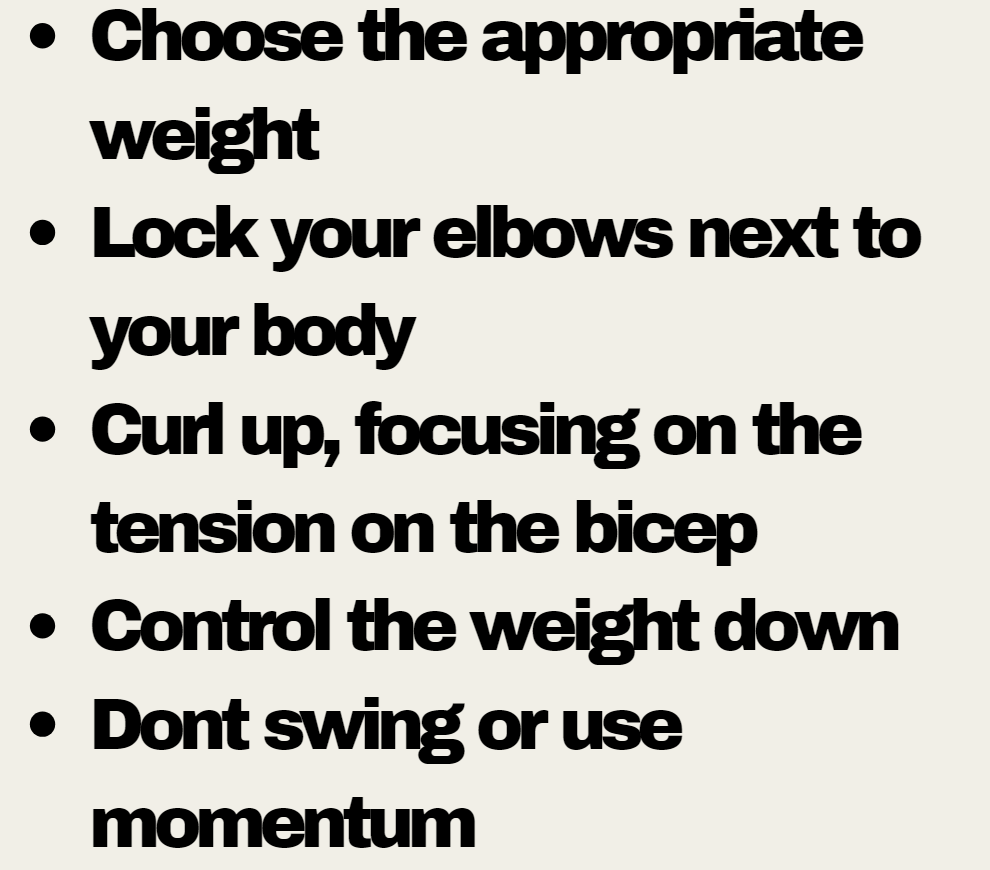 • Choose the appropriate
weight
• Lock your elbows next to
your body
• Curl up, focusing on the
tension on the bicep
• Control the weight down
• Dont swing or use
momentum